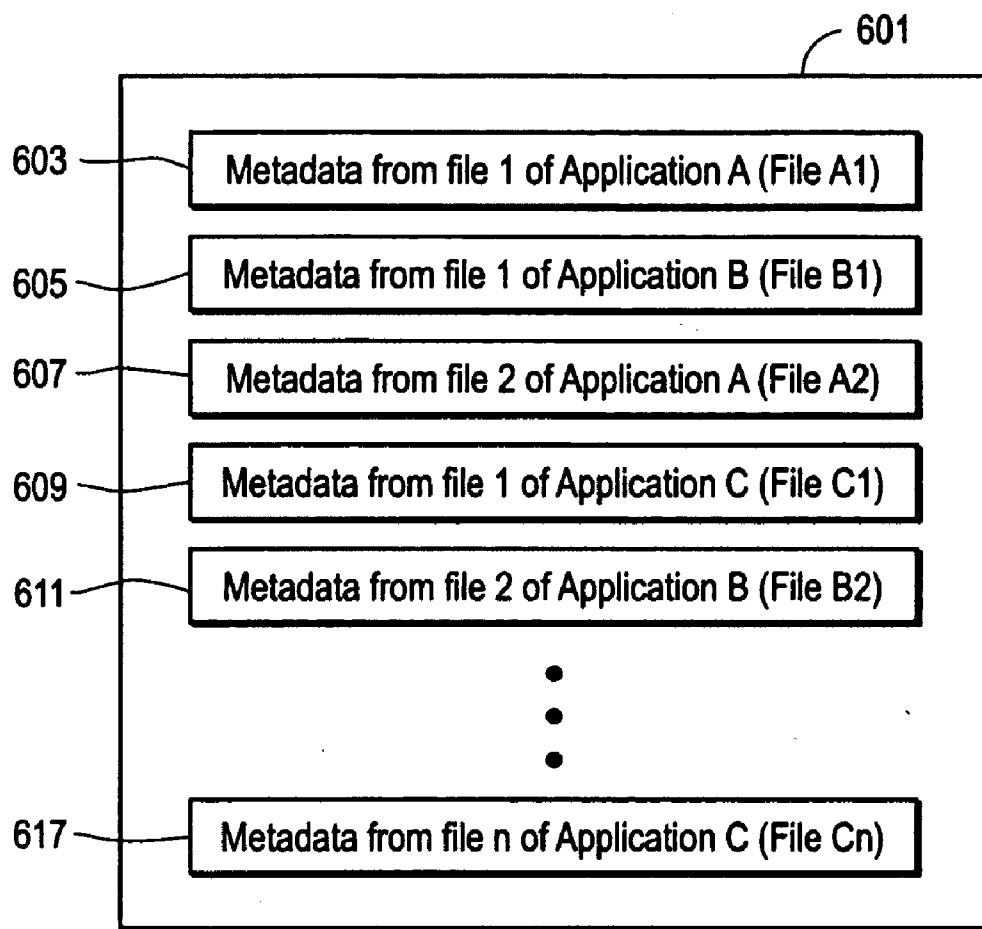 601
603 Metadata from file 1 of Application A (File A1)
605 Metadata from file 1 of Application B (File B1)
607 Metadata from file 2 of Application A (File A2)
609 Metadata from file 1 of Application C (File C1)
611 Metadata from file 2 of Application B (File B2)
617 Metadata from file n of Application C (File Cn)